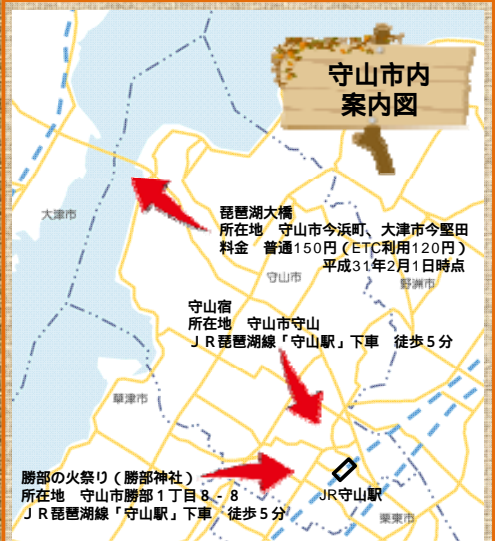 守山市内
案内図
琵琶湖大橋
所在地　守山市今浜町、大津市今堅田
料金　普通150円（ETC利用120円）
平成31年2月1日時点
大津市
守山市
野洲市
守山宿
所在地　守山市守山
ＪＲ琵琶湖線「守山駅」下車　徒歩５分
草津市
勝部の火祭り（勝部神社）
所在地　守山市勝部１丁目８‐８
ＪＲ琵琶湖線「守山駅」下車　徒歩５分
JR守山駅
栗東市